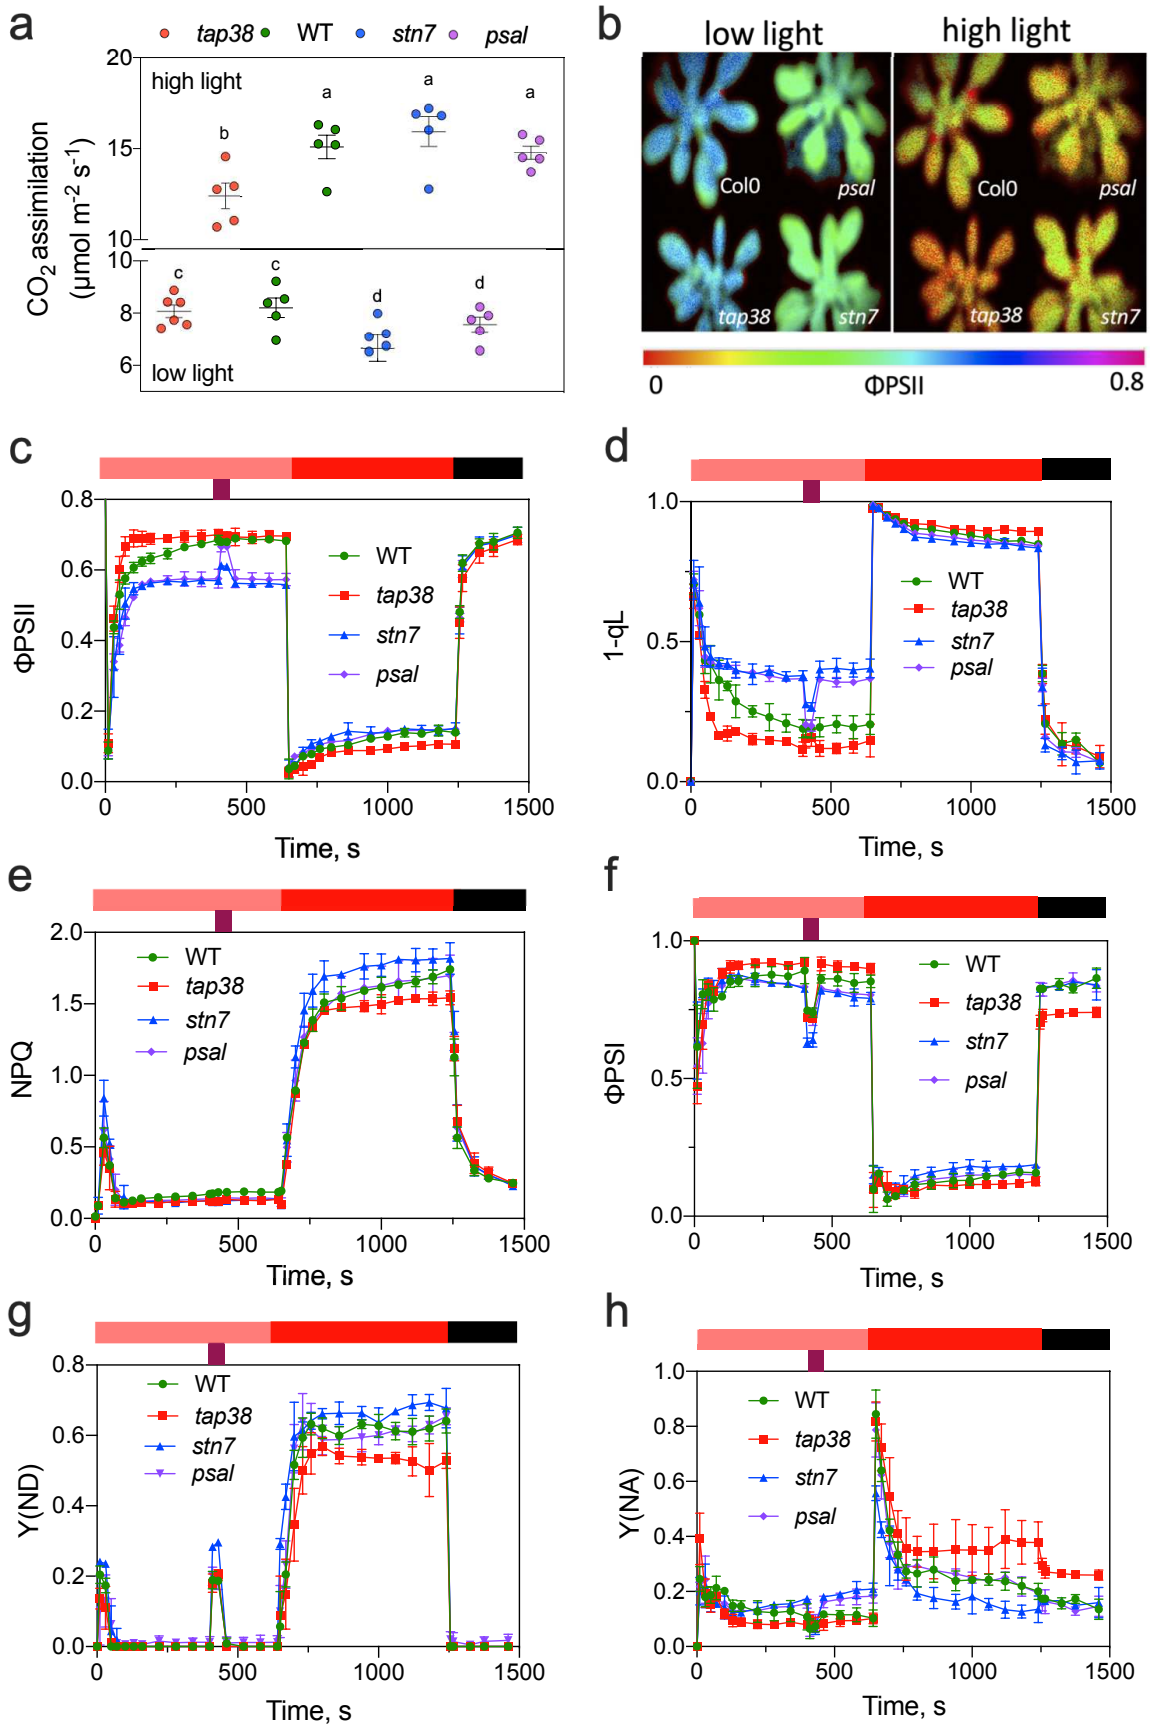 a
tap38 WT stn7 psal
20
high light
a
a
a
b
15
10
CO2 assimilation
(μmol m-2 s-1)
10
c
c
d
d
8
6
low light
b
low light high light
Col0 psal Col0 psal
tap38 stn7 tap38 stn7
0 ΦPSII 0.8
c
0.8
0.6
0.4
0.2
0.0
ΦPSII
WT
tap38
stn7
psal
0 500 1000 1500
Time, s
d
1.0
0.5
0.0
1-qL
WT
tap38
stn7
psal
0 500 1000 1500
Time, s
e
2.0
1.5
1.0
0.5
0.0
NPQ
WT
tap38
stn7
psal
0 500 1000 1500
Time, s
f
1.0
0.5
0.0
ΦPSI
WT
tap38
stn7
psal
0 500 1000 1500
Time, s
g
0.8
0.6
0.4
0.2
0.0
Y(ND)
WT
tap38
stn7
psal
0 500 1000 1500
Time, s
h
1.0
0.8
0.6
0.4
0.2
0.0
Y(NA)
WT
tap38
stn7
psal
0 500 1000 1500
Time, s